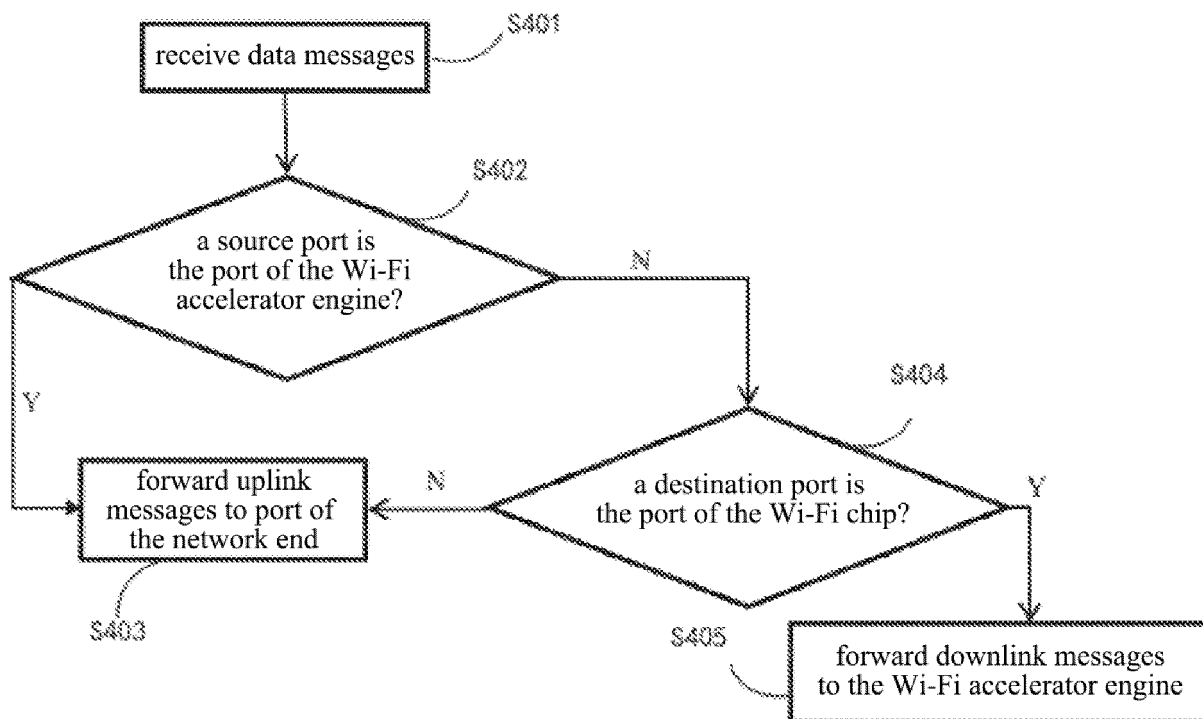 S401
receive data messages
S402
a source port is
the port of the Wi-Fi
accelerator engine?
N
Y
S404
a destination port is
the port of the Wi-Fi chip?
N
Y
forward uplink
messages to port of
the network end
S403
S405
forward downlink messages
to the Wi-Fi accelerator engine